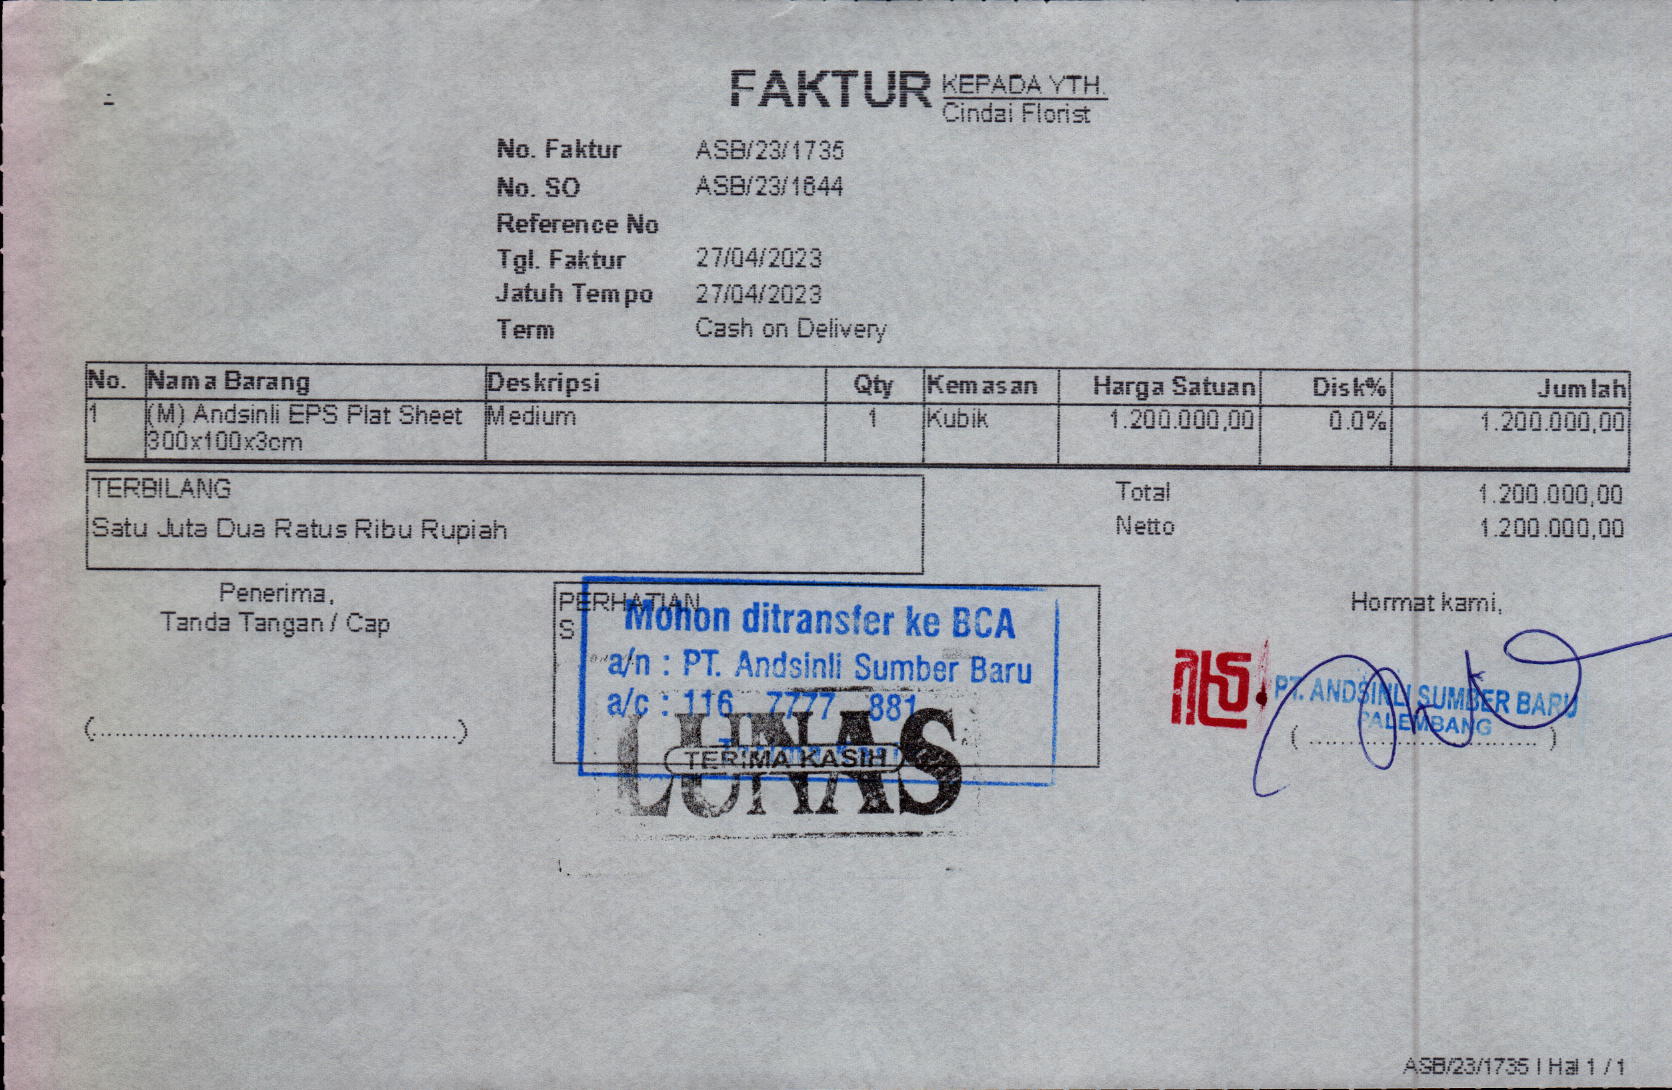 FAKTUR KEPADA YTH.
Cindai Florist
No. Faktur ASB/23/1735
No. SO ASB/23/1644
Reference No
Tgl. Faktur 27/04/2023
Jatuh Tempo 27/04/2023
Term Cash on Delivery
No. Nama Barang Deskripsi Qty Kemasan Harga Satuan Disk% Jumlah
1 (M) Andsinli EPS Plat Sheet Medium 1 Kubik 1.200.000,00 0.0% 1.200.000,00
300x100x3cm
TERBILANG
Satu Juta Dua Ratus Ribu Rupiah
Total 1.200.000,00
Netto 1.200.000,00
Penerima,
Tanda Tangan / Cap
PERHATIAN
S
Mohon ditransfer ke BCA
a/n : PT. Andsinli Sumber Baru
a/c : 116 7777 881
LUNAS
TERIMA KASIH
Hormat kami,
PT. ANDSINLI SUMBER BARU
PALEMBANG
ASB/23/1735 | Hal 1 / 1